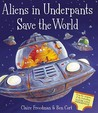 Aliens in Underpants
Save the World
Claire Freedman & Ben Cort